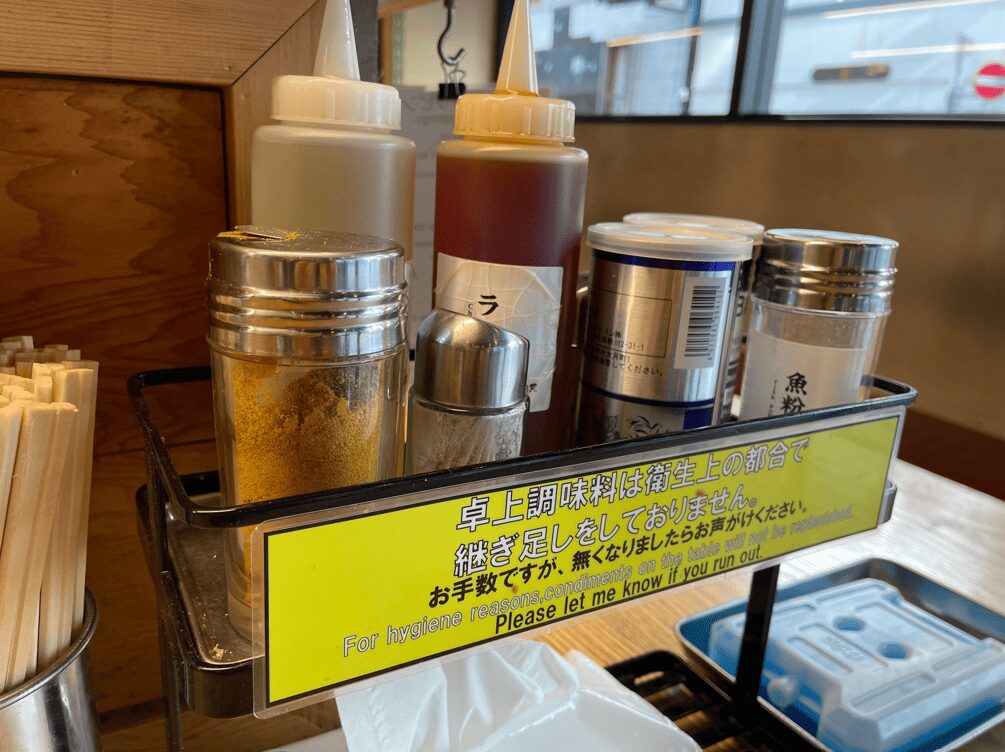 ラ
魚粉
卓上調味料は衛生上の都合で
継ぎ足しをしておりません。
お手数ですが、無くなりましたらお声がけください。
For hygiene reasons,condiments on the table will not be replenished.
Please let me know if you run out.